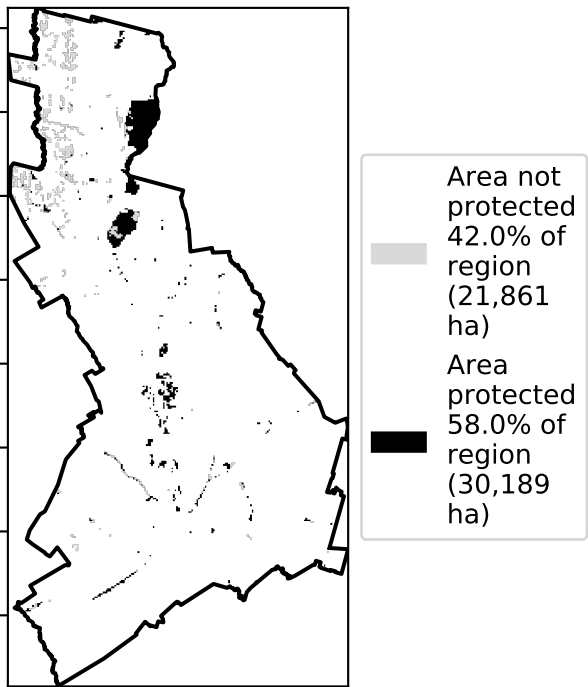 Area not
protected
42.0% of
region
(21,861
ha)
Area
protected
58.0% of
region
(30,189
ha)